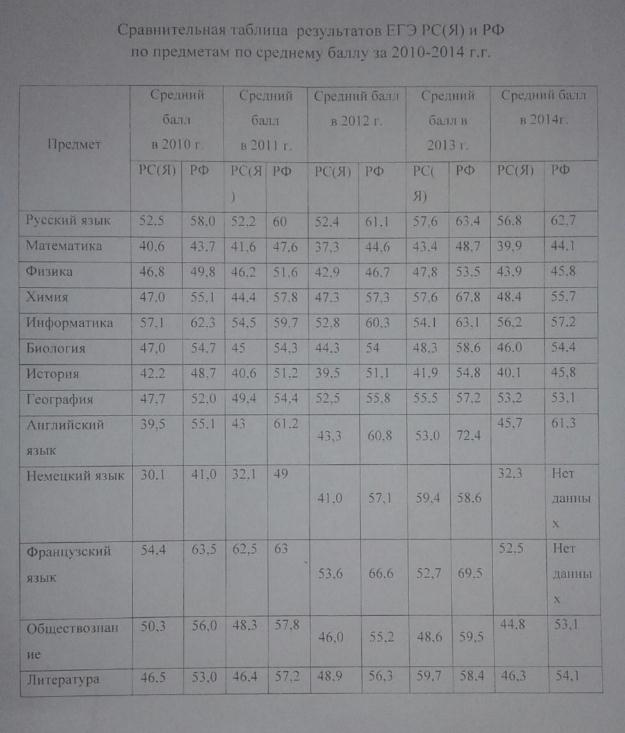 Сравнительная таблица результатов ЕГЭ РС(Я) и РФ
по предметам по среднему баллу за 2010-2014 г.г.
Предмет
Средний балл в 2010 г.
Средний балл в 2011 г.
Средний балл в 2012 г.
Средний балл в 2013 г.
Средний балл в 2014г.
РС(Я) РФ РС(Я) РФ РС(Я) РФ РС(Я) РФ РС(Я) РФ
Русский язык 52,5 58,0 52,2 60 52,4 61,1 57,6 63,4 56,8 62,7
Математика 40,6 43,7 41,6 47,6 37,3 44,6 43,4 48,7 39,9 44,1
Физика 46,8 49,8 46,2 51,6 42,9 46,7 47,8 53,5 43,9 45,8
Химия 47,0 55,1 44,4 57,8 47,3 57,3 57,6 67,8 48,4 55,7
Информатика 57,1 62,3 54,5 59,7 52,8 60,3 54,1 63,1 56,2 57,2
Биология 47,0 54,7 45 54,3 44,3 54 48,3 58,6 46,0 54,4
История 42,2 48,7 40,6 51,2 39,5 51,1 41,9 54,8 40,1 45,8
География 47,7 52,0 49,4 54,4 52,5 55,8 55,5 57,2 53,2 53,1
Английский язык 39,5 55,1 43 61,2 43,3 60,8 53,0 72,4 45,7 61,3
Немецкий язык 30,1 41,0 32,1 49 41,0 57,1 59,4 58,6 32,3 Нет данных
Французский язык 54,4 63,5 62,5 63 53,6 66,6 52,7 69,5 52,5 Нет данных
Обществознание 50,3 56,0 48,3 57,8 46,0 55,2 48,6 59,5 44,8 53,1
Литература 46,5 53,0 46,4 57,2 48,9 56,3 59,7 58,4 46,3 54,1